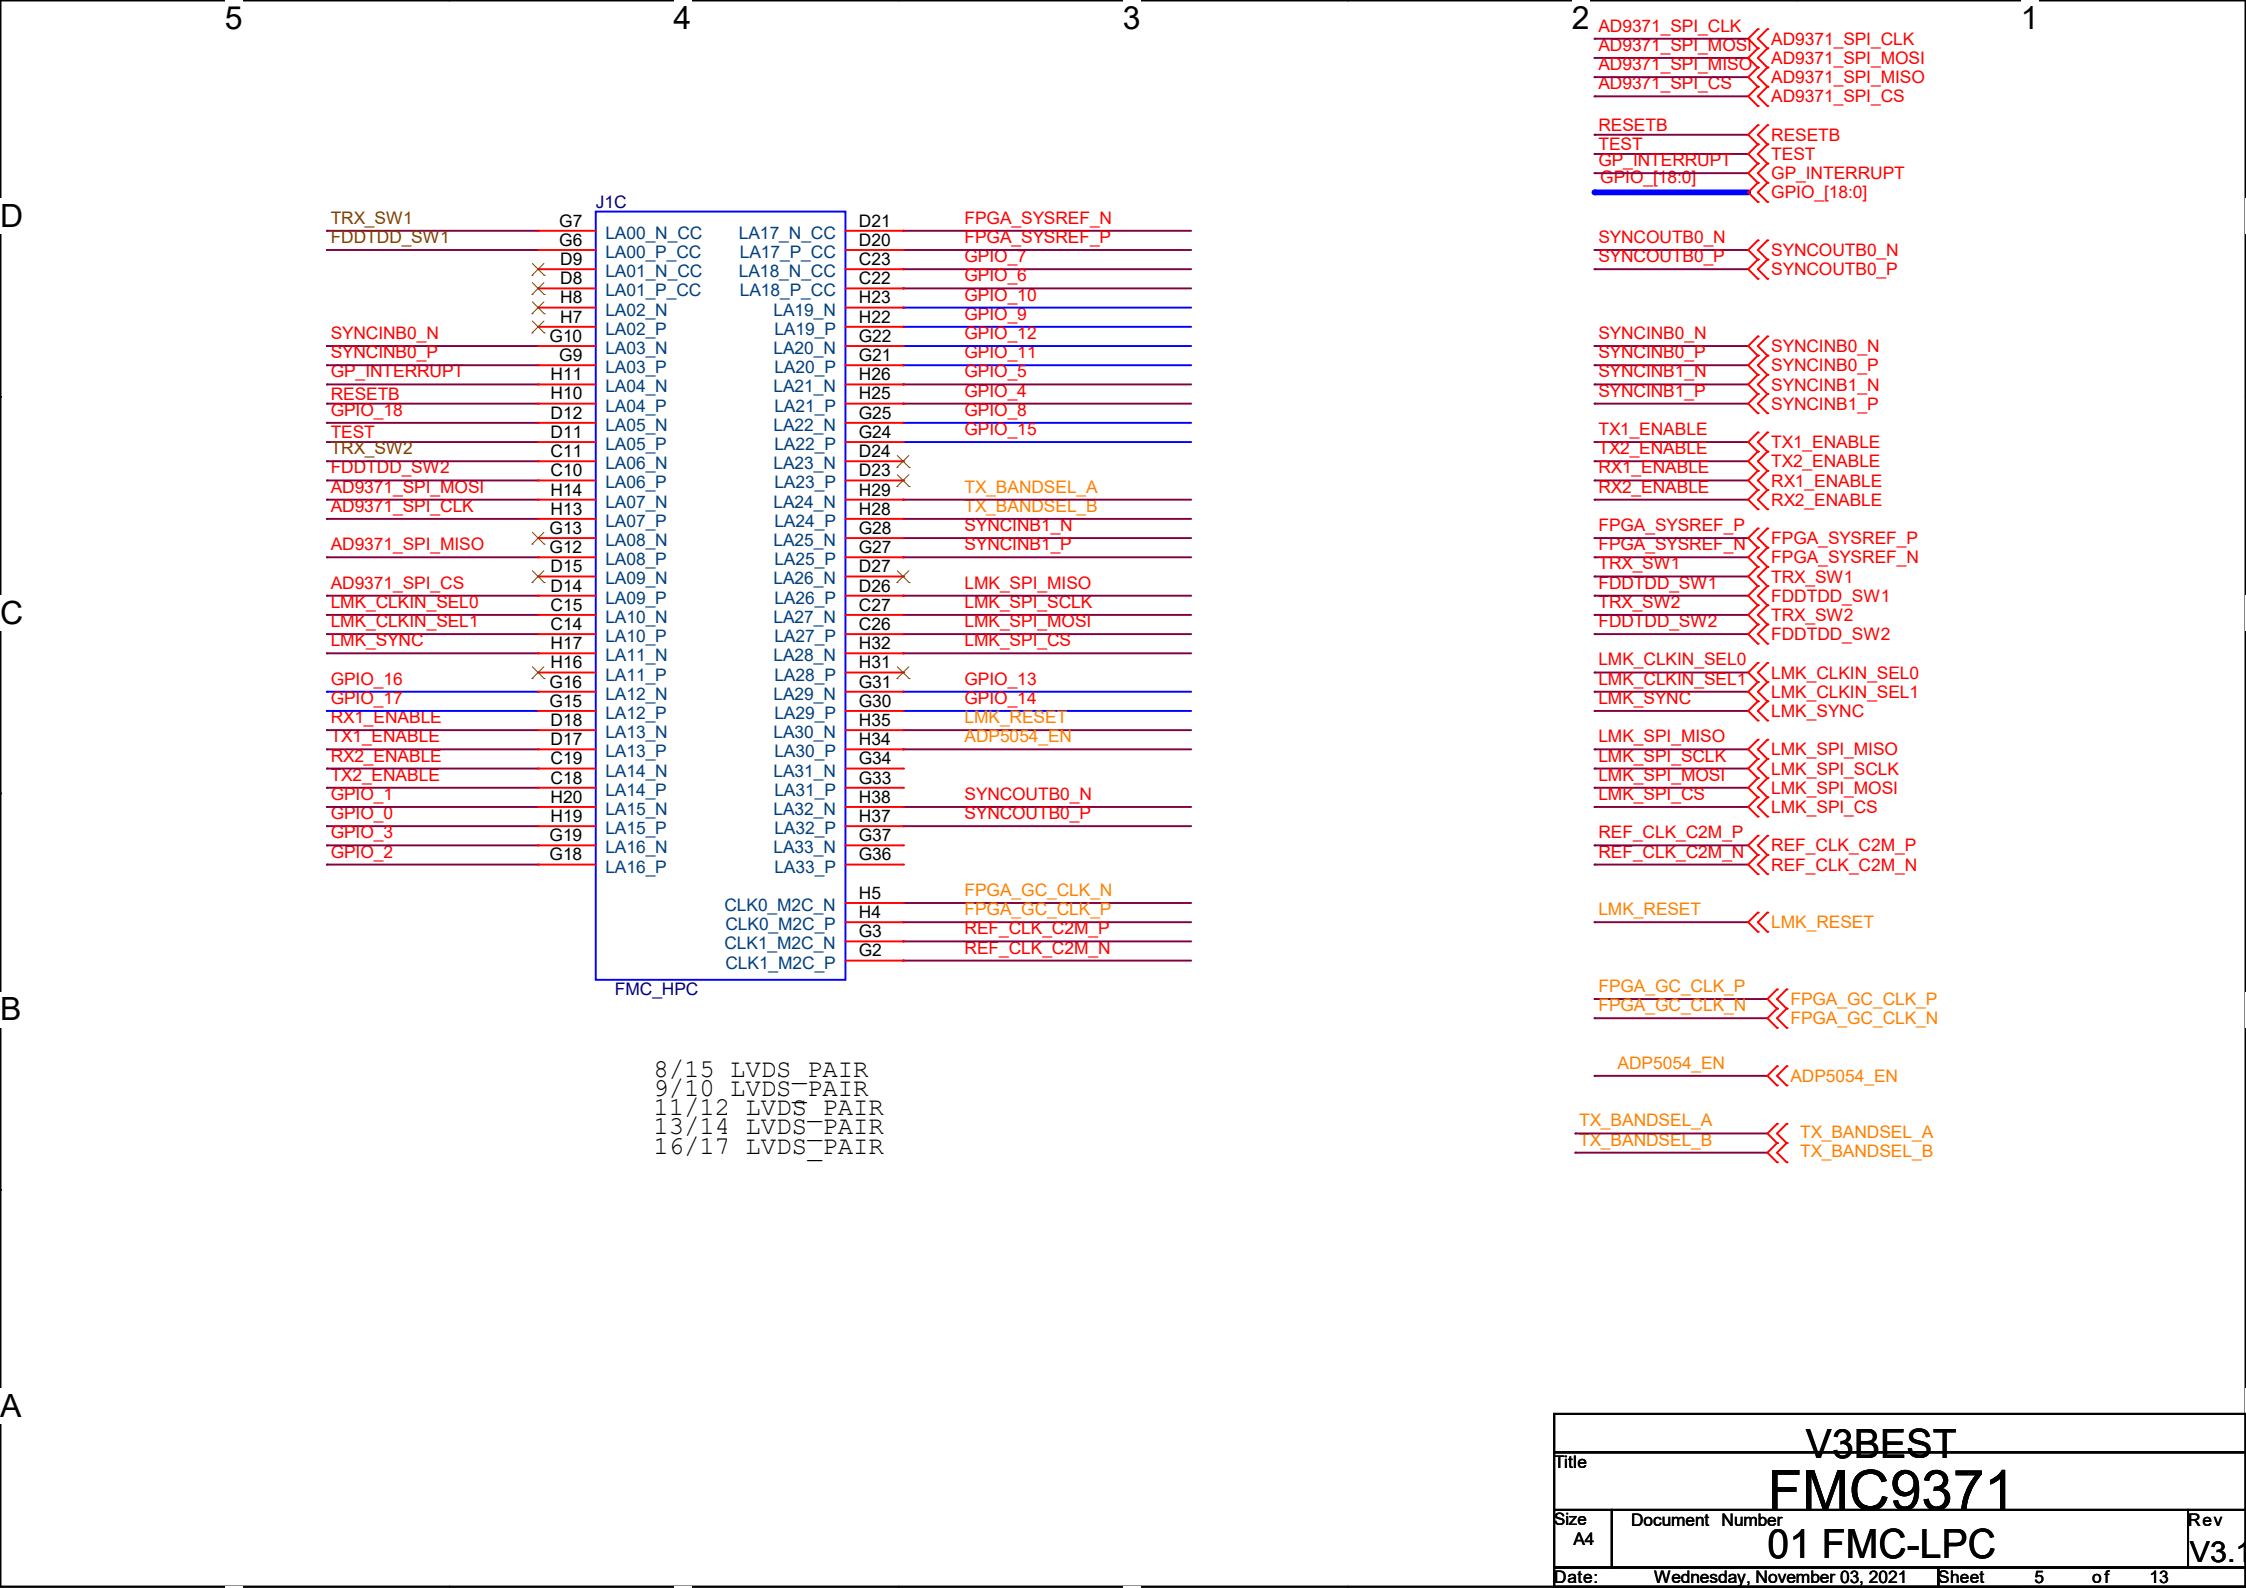 5 4 3 2 1
AD9371_SPI_CLK AD9371_SPI_CLK
AD9371_SPI_MOSI AD9371_SPI_MOSI
AD9371_SPI_MISO AD9371_SPI_MISO
AD9371_SPI_CS AD9371_SPI_CS
RESETB RESETB
TEST TEST
GP_INTERRUPT GP_INTERRUPT
GPIO_[18:0] GPIO_[18:0]
SYNCOUTB0_N SYNCOUTB0_N
SYNCOUTB0_P SYNCOUTB0_P
SYNCINB0_N SYNCINB0_N
SYNCINB0_P SYNCINB0_P
SYNCINB1_N SYNCINB1_N
SYNCINB1_P SYNCINB1_P
TX1_ENABLE TX1_ENABLE
TX2_ENABLE TX2_ENABLE
RX1_ENABLE RX1_ENABLE
RX2_ENABLE RX2_ENABLE
FPGA_SYSREF_P FPGA_SYSREF_P
FPGA_SYSREF_N FPGA_SYSREF_N
TRX_SW1 TRX_SW1
FDDTDD_SW1 FDDTDD_SW1
TRX_SW2 TRX_SW2
FDDTDD_SW2 FDDTDD_SW2
LMK_CLKIN_SEL0 LMK_CLKIN_SEL0
LMK_CLKIN_SEL1 LMK_CLKIN_SEL1
LMK_SYNC LMK_SYNC
LMK_SPI_MISO LMK_SPI_MISO
LMK_SPI_SCLK LMK_SPI_SCLK
LMK_SPI_MOSI LMK_SPI_MOSI
LMK_SPI_CS LMK_SPI_CS
REF_CLK_C2M_P REF_CLK_C2M_P
REF_CLK_C2M_N REF_CLK_C2M_N
LMK_RESET LMK_RESET
FPGA_GC_CLK_P FPGA_GC_CLK_P
FPGA_GC_CLK_N FPGA_GC_CLK_N
ADP5054_EN ADP5054_EN
TX_BANDSEL_A TX_BANDSEL_A
TX_BANDSEL_B TX_BANDSEL_B
D
C
B
A
J1C
TRX_SW1 G7 LA00_N_CC LA17_N_CC D21 FPGA_SYSREF_N
FDDTDD_SW1 G6 LA00_P_CC LA17_P_CC D20 FPGA_SYSREF_P
D9 LA01_N_CC LA18_N_CC C23 GPIO_7
D8 LA01_P_CC LA18_P_CC C22 GPIO_6
H8 LA02_N LA19_N H23 GPIO_10
H7 LA02_P LA19_P H22 GPIO_9
SYNCINB0_N G10 LA03_N LA20_N G22 GPIO_12
SYNCINB0_P G9 LA03_P LA20_P G21 GPIO_11
GP_INTERRUPT H11 LA04_N LA21_N H26 GPIO_5
RESETB H10 LA04_P LA21_P H25 GPIO_4
GPIO_18 D12 LA05_N LA22_N G25 GPIO_8
TEST D11 LA05_P LA22_P G24 GPIO_15
TRX_SW2 C11 LA06_N LA23_N D24
FDDTDD_SW2 C10 LA06_P LA23_P D23
AD9371_SPI_MOSI H14 LA07_N LA24_N H29 TX_BANDSEL_A
AD9371_SPI_CLK H13 LA07_P LA24_P H28 TX_BANDSEL_B
G13 LA08_N LA25_N G28 SYNCINB1_N
AD9371_SPI_MISO G12 LA08_P LA25_P G27 SYNCINB1_P
D15 LA09_N LA26_N D27
AD9371_SPI_CS D14 LA09_P LA26_P D26 LMK_SPI_MISO
LMK_CLKIN_SEL0 C15 LA10_N LA27_N C27 LMK_SPI_SCLK
LMK_CLKIN_SEL1 C14 LA10_P LA27_P C26 LMK_SPI_MOSI
LMK_SYNC H17 LA11_N LA28_N H32 LMK_SPI_CS
H16 LA11_P LA28_P H31
GPIO_16 G16 LA12_N LA29_N G31 GPIO_13
GPIO_17 G15 LA12_P LA29_P G30 GPIO_14
RX1_ENABLE D18 LA13_N LA30_N H35 LMK_RESET
TX1_ENABLE D17 LA13_P LA30_P H34 ADP5054_EN
RX2_ENABLE C19 LA14_N LA31_N G34
TX2_ENABLE C18 LA14_P LA31_P G33
GPIO_1 H20 LA15_N LA32_N H38 SYNCOUTB0_N
GPIO_0 H19 LA15_P LA32_P H37 SYNCOUTB0_P
GPIO_3 G19 LA16_N LA33_N G37
GPIO_2 G18 LA16_P LA33_P G36
CLK0_M2C_N H5 FPGA_GC_CLK_N
CLK0_M2C_P H4 FPGA_GC_CLK_P
CLK1_M2C_N G3 REF_CLK_C2M_P
CLK1_M2C_P G2 REF_CLK_C2M_N
FMC_HPC
8/15 LVDS_PAIR
9/10 LVDS_PAIR
11/12 LVDS_PAIR
13/14 LVDS_PAIR
16/17 LVDS_PAIR
V3BEST
Title
FMC9371
Size Document Number Rev
A4 01 FMC-LPC V3.1
Date: Wednesday, November 03, 2021 Sheet 5 of 13